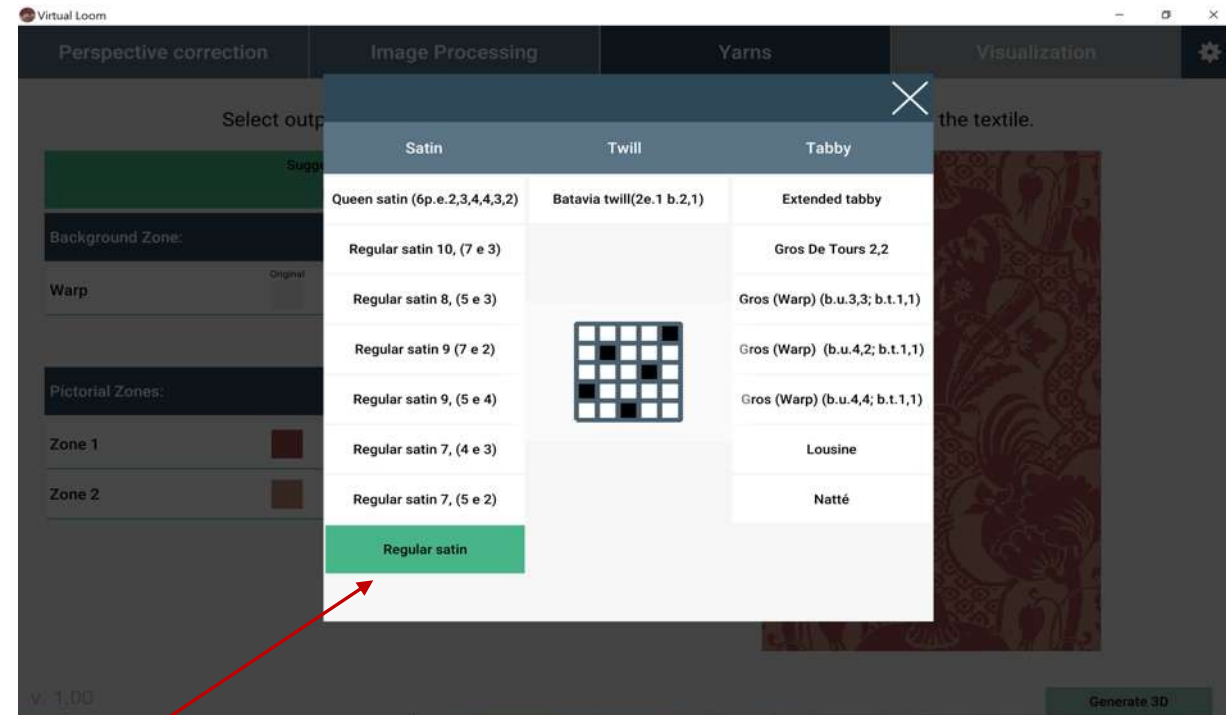 Virtual Loom
Perspective correction
Image Processing
Yarns
Visualization
Select outp
the textile.
Sugg
Satin
Twill
Tabby
Queen satin (6p.e.2,3,4,4,3,2)
Batavia twill(2e.1 b.2,1)
Extended tabby
Regular satin 10, (7 e 3)
Gros De Tours 2,2
Background Zone:
Original
Warp
Regular satin 8, (5 e 3)
Gros (Warp) (b.u.3,3; b.t.1,1)
Regular satin 9 (7 e 2)
Gros (Warp) (b.u.4,2; b.t.1,1)
Pictorial Zones:
Regular satin 9, (5 e 4)
Gros (Warp) (b.u.4,4; b.t.1,1)
Zone 1
Regular satin 7, (4 e 3)
Lousine
Zone 2
Regular satin 7, (5 e 2)
Natté
Regular satin
v. 1.00
Generate 3D